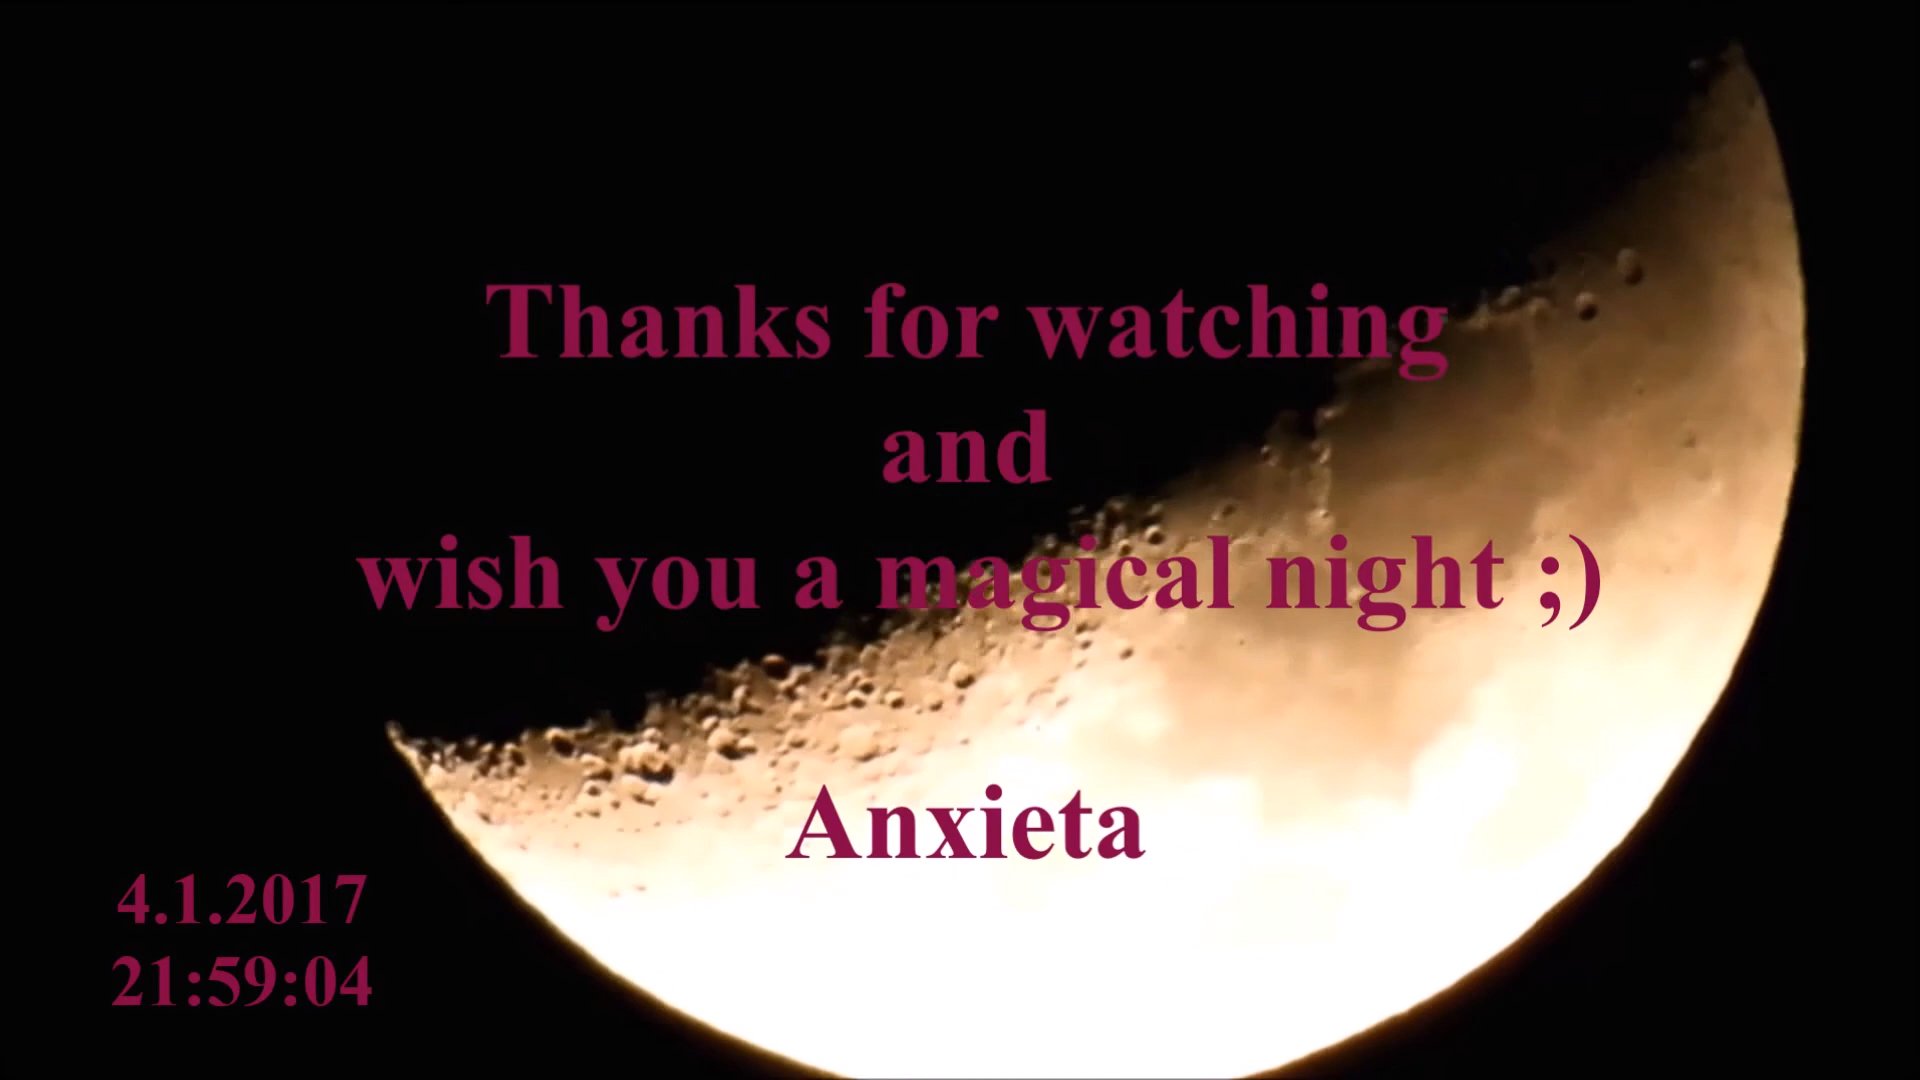 Thanks for watching
and
wish you a magical night ;)
Anxieta
4.1.2017
21:59:04